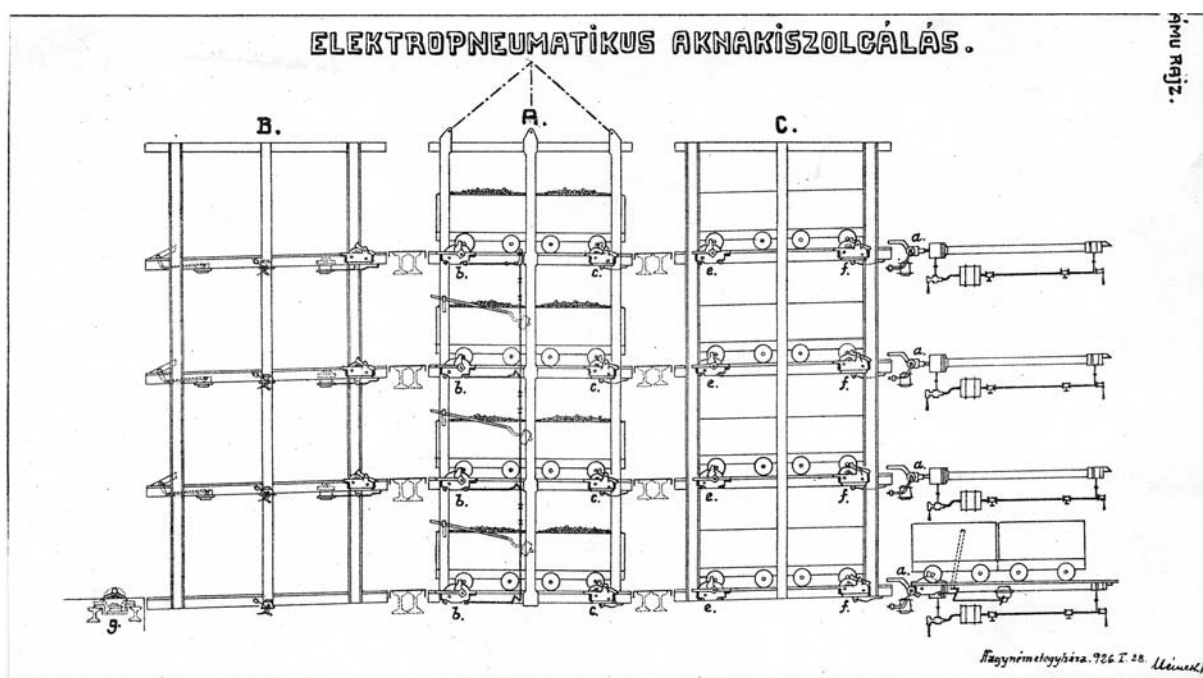 ELEKTROPNEUMATIKUS AKNAKISZOLGÁLÁS.
ÁMU RAJZ.
B. A. C.
a.
b. c. e. f.
a.
b. c. e. f.
a.
b. c. e. f.
a.
g. b. c. e. f.
Nagynémetegyháza. 926. I. 28.